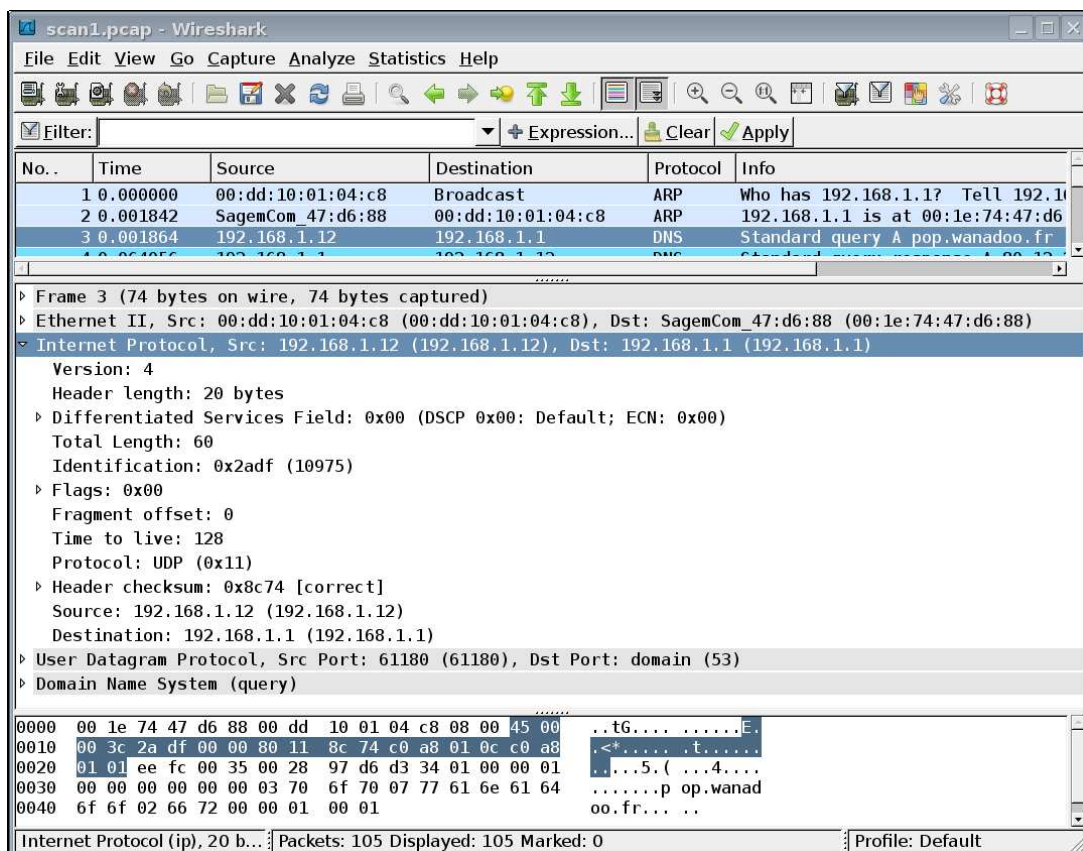 scan1.pcap - Wireshark
File Edit View Go Capture Analyze Statistics Help
Filter: Expression... Clear Apply
No.. Time Source Destination Protocol Info
1 0.000000 00:dd:10:01:04:c8 Broadcast ARP Who has 192.168.1.1? Tell 192.1
2 0.001842 SagemCom_47:d6:88 00:dd:10:01:04:c8 ARP 192.168.1.1 is at 00:1e:74:47:d6
3 0.001864 192.168.1.12 192.168.1.1 DNS Standard query A pop.wanadoo.fr
Frame 3 (74 bytes on wire, 74 bytes captured)
Ethernet II, Src: 00:dd:10:01:04:c8 (00:dd:10:01:04:c8), Dst: SagemCom_47:d6:88 (00:1e:74:47:d6:88)
Internet Protocol, Src: 192.168.1.12 (192.168.1.12), Dst: 192.168.1.1 (192.168.1.1)
Version: 4
Header length: 20 bytes
Differentiated Services Field: 0x00 (DSCP 0x00: Default; ECN: 0x00)
Total Length: 60
Identification: 0x2adf (10975)
Flags: 0x00
Fragment offset: 0
Time to live: 128
Protocol: UDP (0x11)
Header checksum: 0x8c74 [correct]
Source: 192.168.1.12 (192.168.1.12)
Destination: 192.168.1.1 (192.168.1.1)
User Datagram Protocol, Src Port: 61180 (61180), Dst Port: domain (53)
Domain Name System (query)
0000 00 1e 74 47 d6 88 00 dd 10 01 04 c8 08 00 45 00 ..tG.... ......E.
0010 00 3c 2a df 00 00 80 11 8c 74 c0 a8 01 0c c0 a8 .<*..... .t......
0020 01 01 ee fc 00 35 00 28 97 d6 d3 34 01 00 00 01 .....5.( ...4....
0030 00 00 00 00 00 00 03 70 6f 70 07 77 61 6e 61 64 .......p op.wanad
0040 6f 6f 02 66 72 00 00 01 00 01 oo.fr... ..
Internet Protocol (ip), 20 b... Packets: 105 Displayed: 105 Marked: 0 Profile: Default